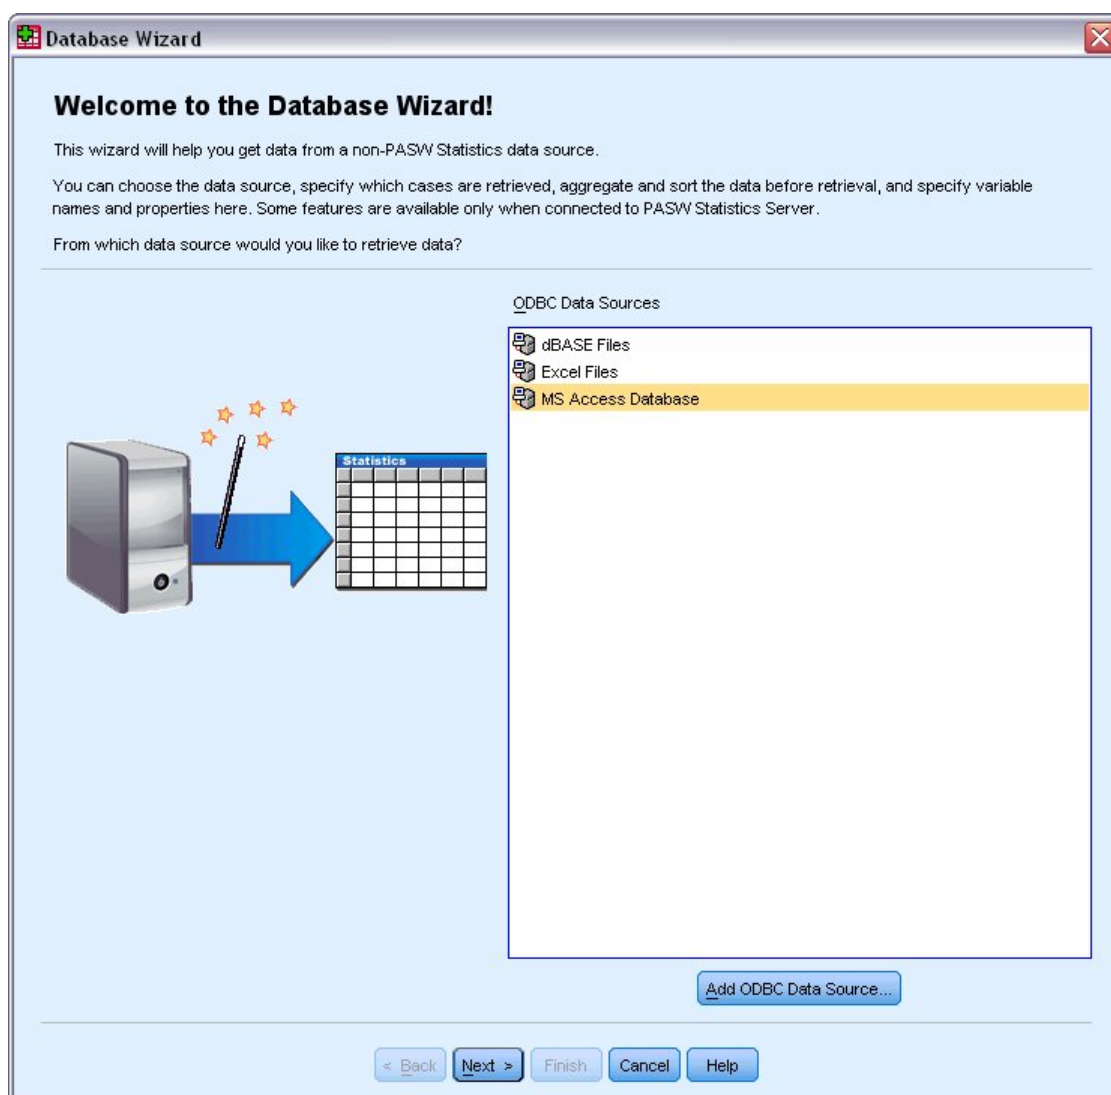 Database Wizard
Welcome to the Database Wizard!
This wizard will help you get data from a non-PASW Statistics data source.
You can choose the data source, specify which cases are retrieved, aggregate and sort the data before retrieval, and specify variable
names and properties here. Some features are available only when connected to PASW Statistics Server.
From which data source would you like to retrieve data?
ODBC Data Sources
dBASE Files
Excel Files
MS Access Database
Statistics
Add ODBC Data Source...
< Back
Next >
Finish
Cancel
Help